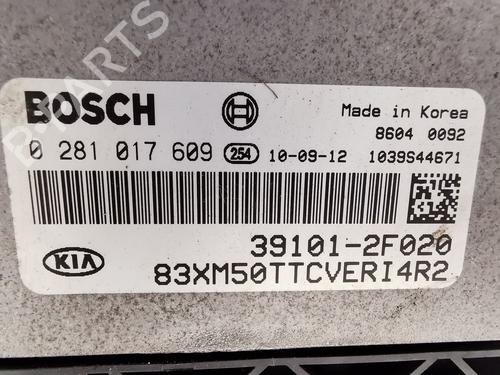 B-PARTS
BOSCH
Made in Korea
8604 0092
0 281 017 609 254 10-09-12 1039S44671
39101-2F020
KIA
83XM50TTCVERI4R2